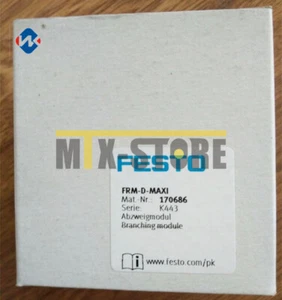 MTX-STORE
FESTO
FRM-D-MAXI
Mat.-Nr.: 170686
Serie: K443
Abzweigmodul
Branching module
www.festo.com/pk